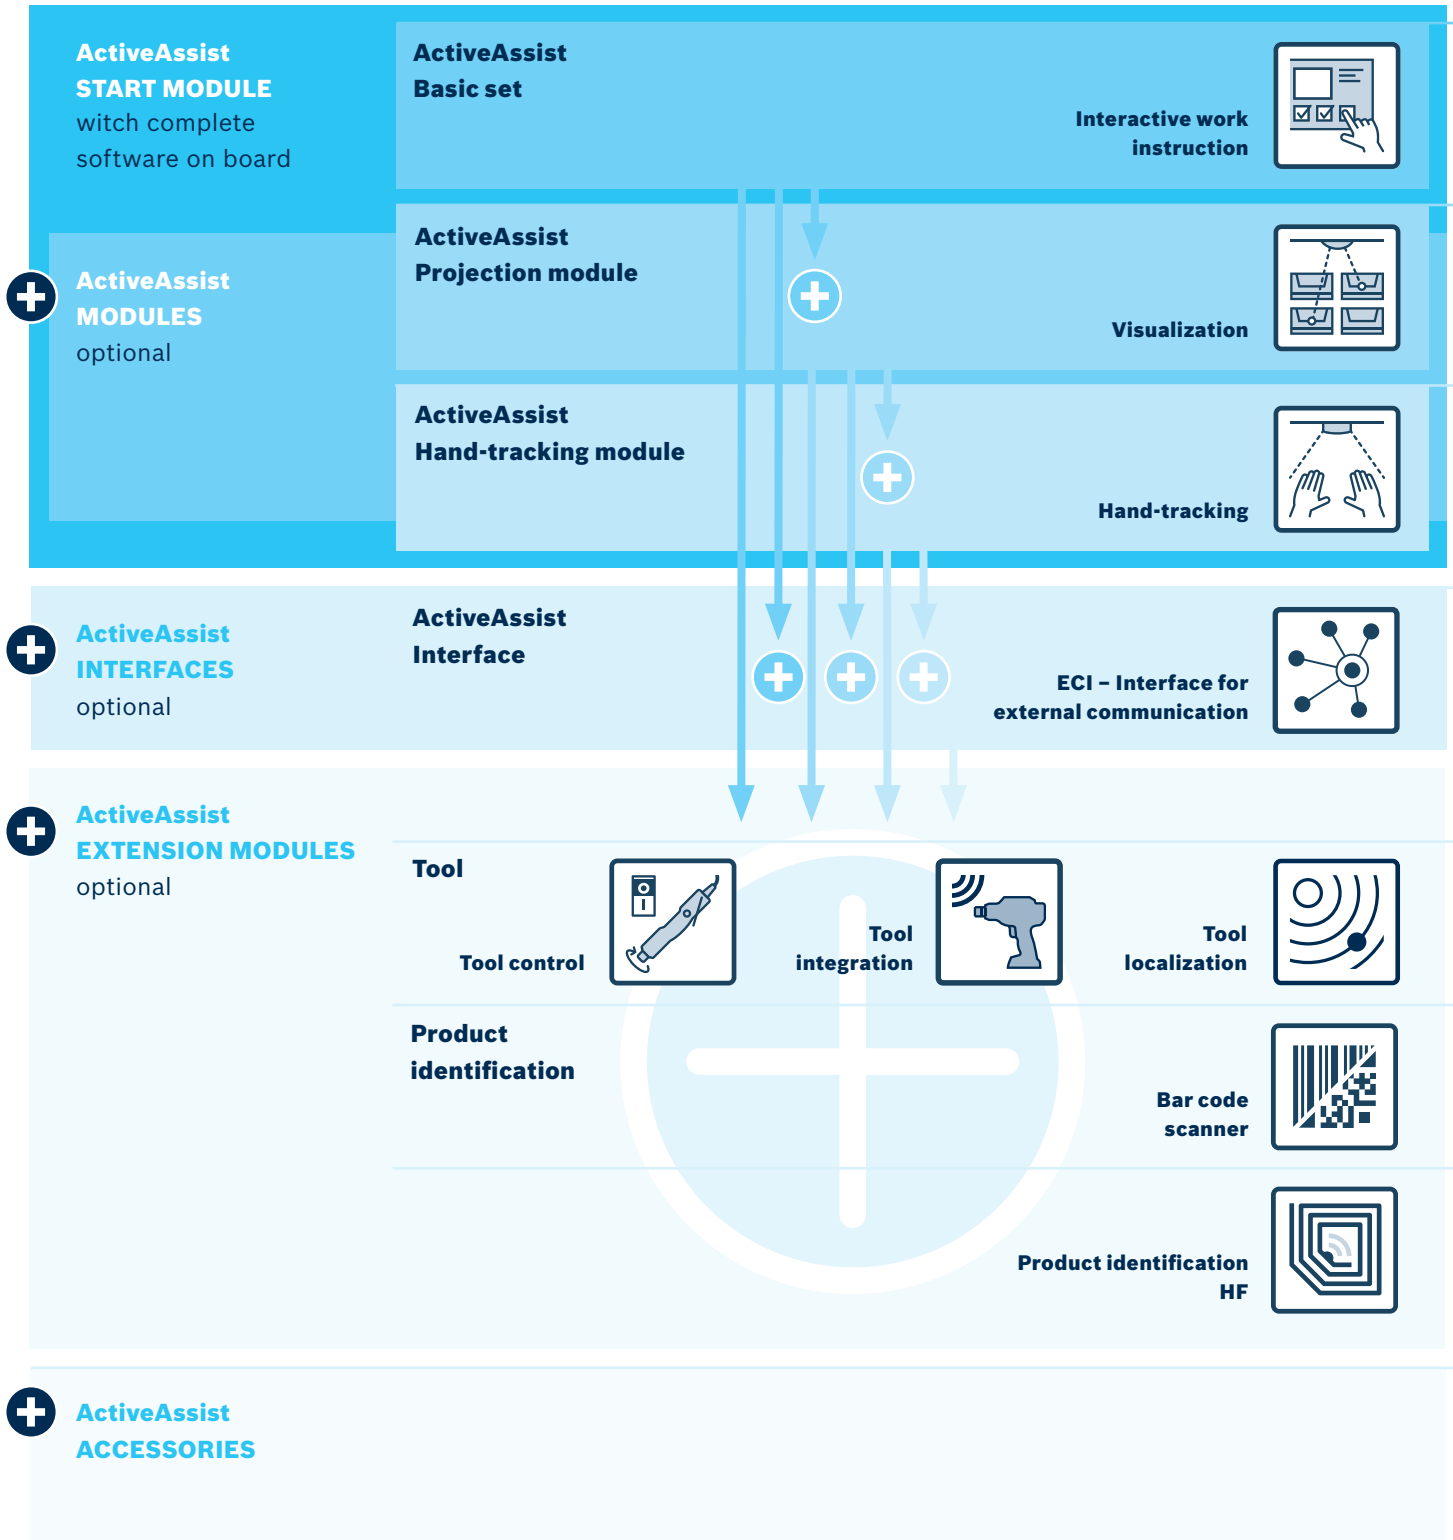 ActiveAssist
START MODULE
witch complete
software on board
ActiveAssist
Basic set
Interactive work
instruction
ActiveAssist
MODULES
optional
ActiveAssist
Projection module
Visualization
ActiveAssist
Hand-tracking module
Hand-tracking
ActiveAssist
INTERFACES
optional
ActiveAssist
Interface
ECI – Interface for
external communication
ActiveAssist
EXTENSION MODULES
optional
Tool
Tool control
Tool
integration
Tool
localization
Product
identification
Bar code
scanner
Product identification
HF
ActiveAssist
ACCESSORIES